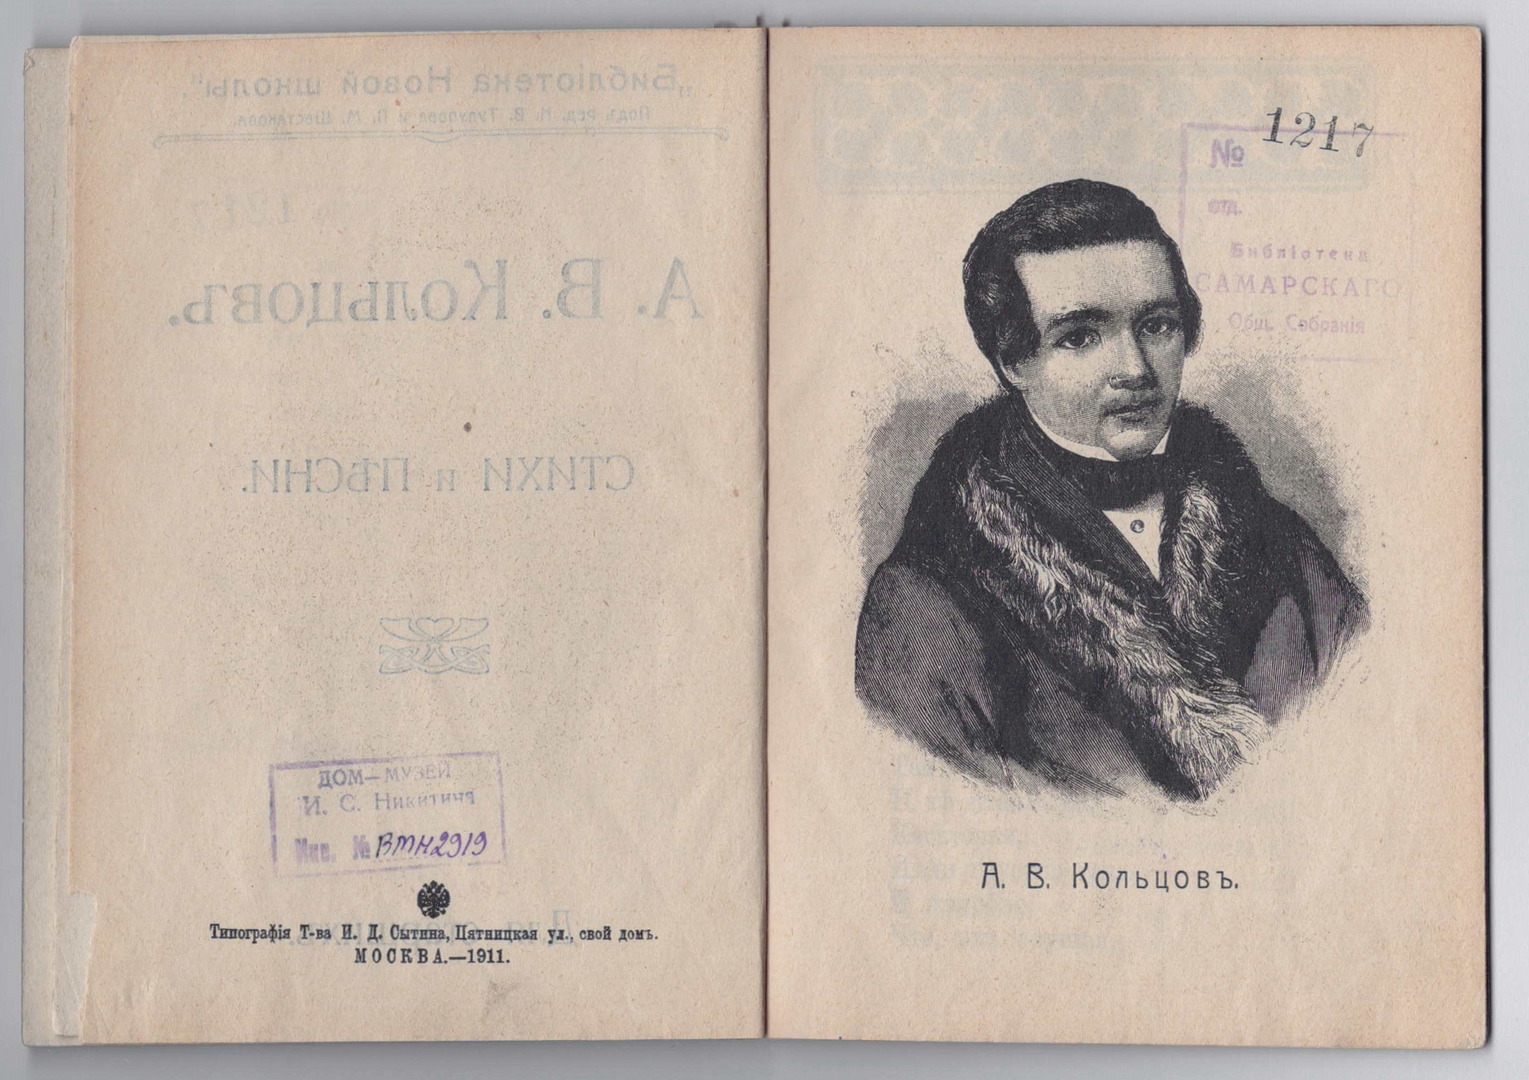 „Библіотека Новой школы“.
Подъ ред. Н. В. Тулупова и П. М. Шестакова.
А. В. Кольцовъ.
СТИХИ и ПѢСНИ.
ДОМ—МУЗЕЙ
И. С. Никитина
Инв. № ВМН2919
Типографія Т-ва И. Д. Сытина, Пятницкая ул., свой домъ.
МОСКВА.—1911.
1217
№
отд.
Библіотека
САМАРСКАГО
Общ. Собранія
А. В. Кольцовъ.